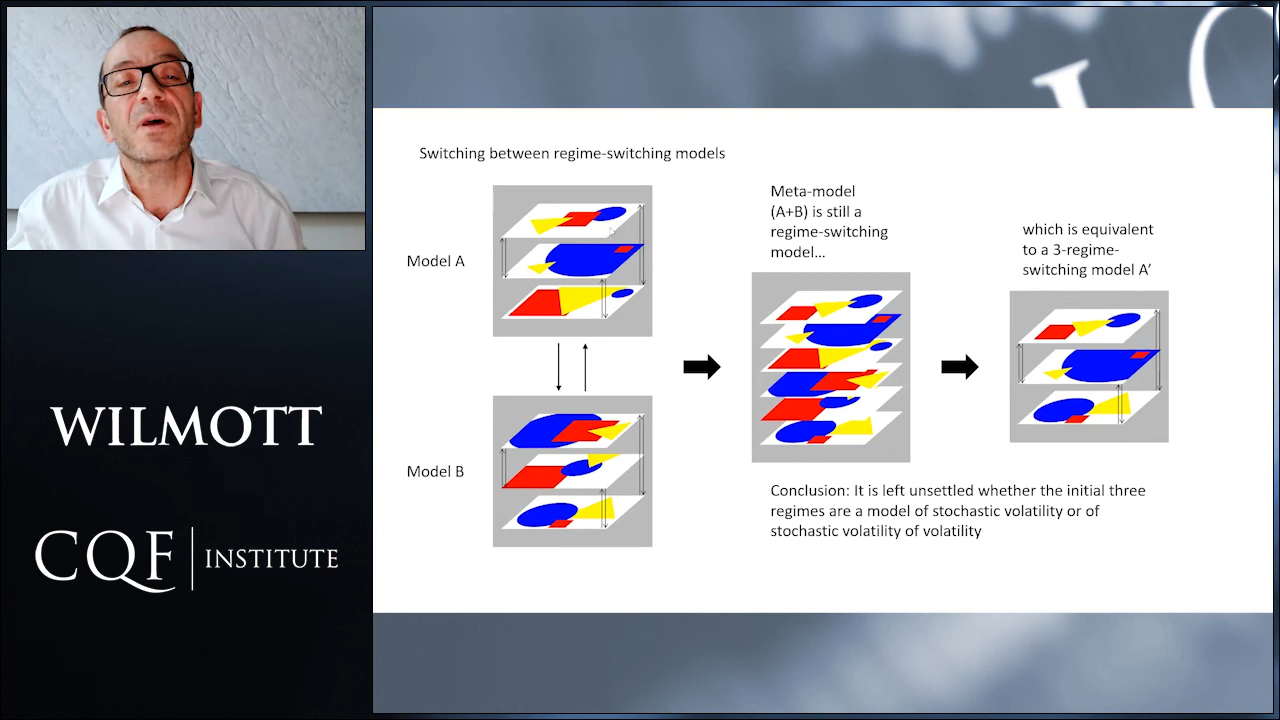 Switching between regime-switching models
Model A
Model B
Meta-model
(A+B) is still a
regime-switching
model...
which is equivalent
to a 3-regime-
switching model A'
Conclusion: It is left unsettled whether the initial three
regimes are a model of stochastic volatility or of
stochastic volatility of volatility
WILMOTT
CQF INSTITUTE